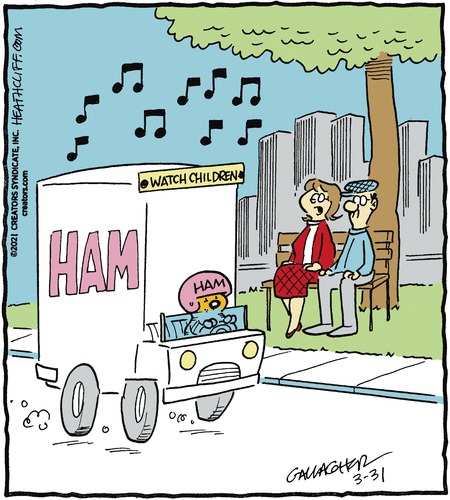 ©2021 CREATORS SYNDICATE, INC. HEATHCLIFF.COM
creators.com
WATCH CHILDREN
HAM
HAM
GALLAGHER
3-31